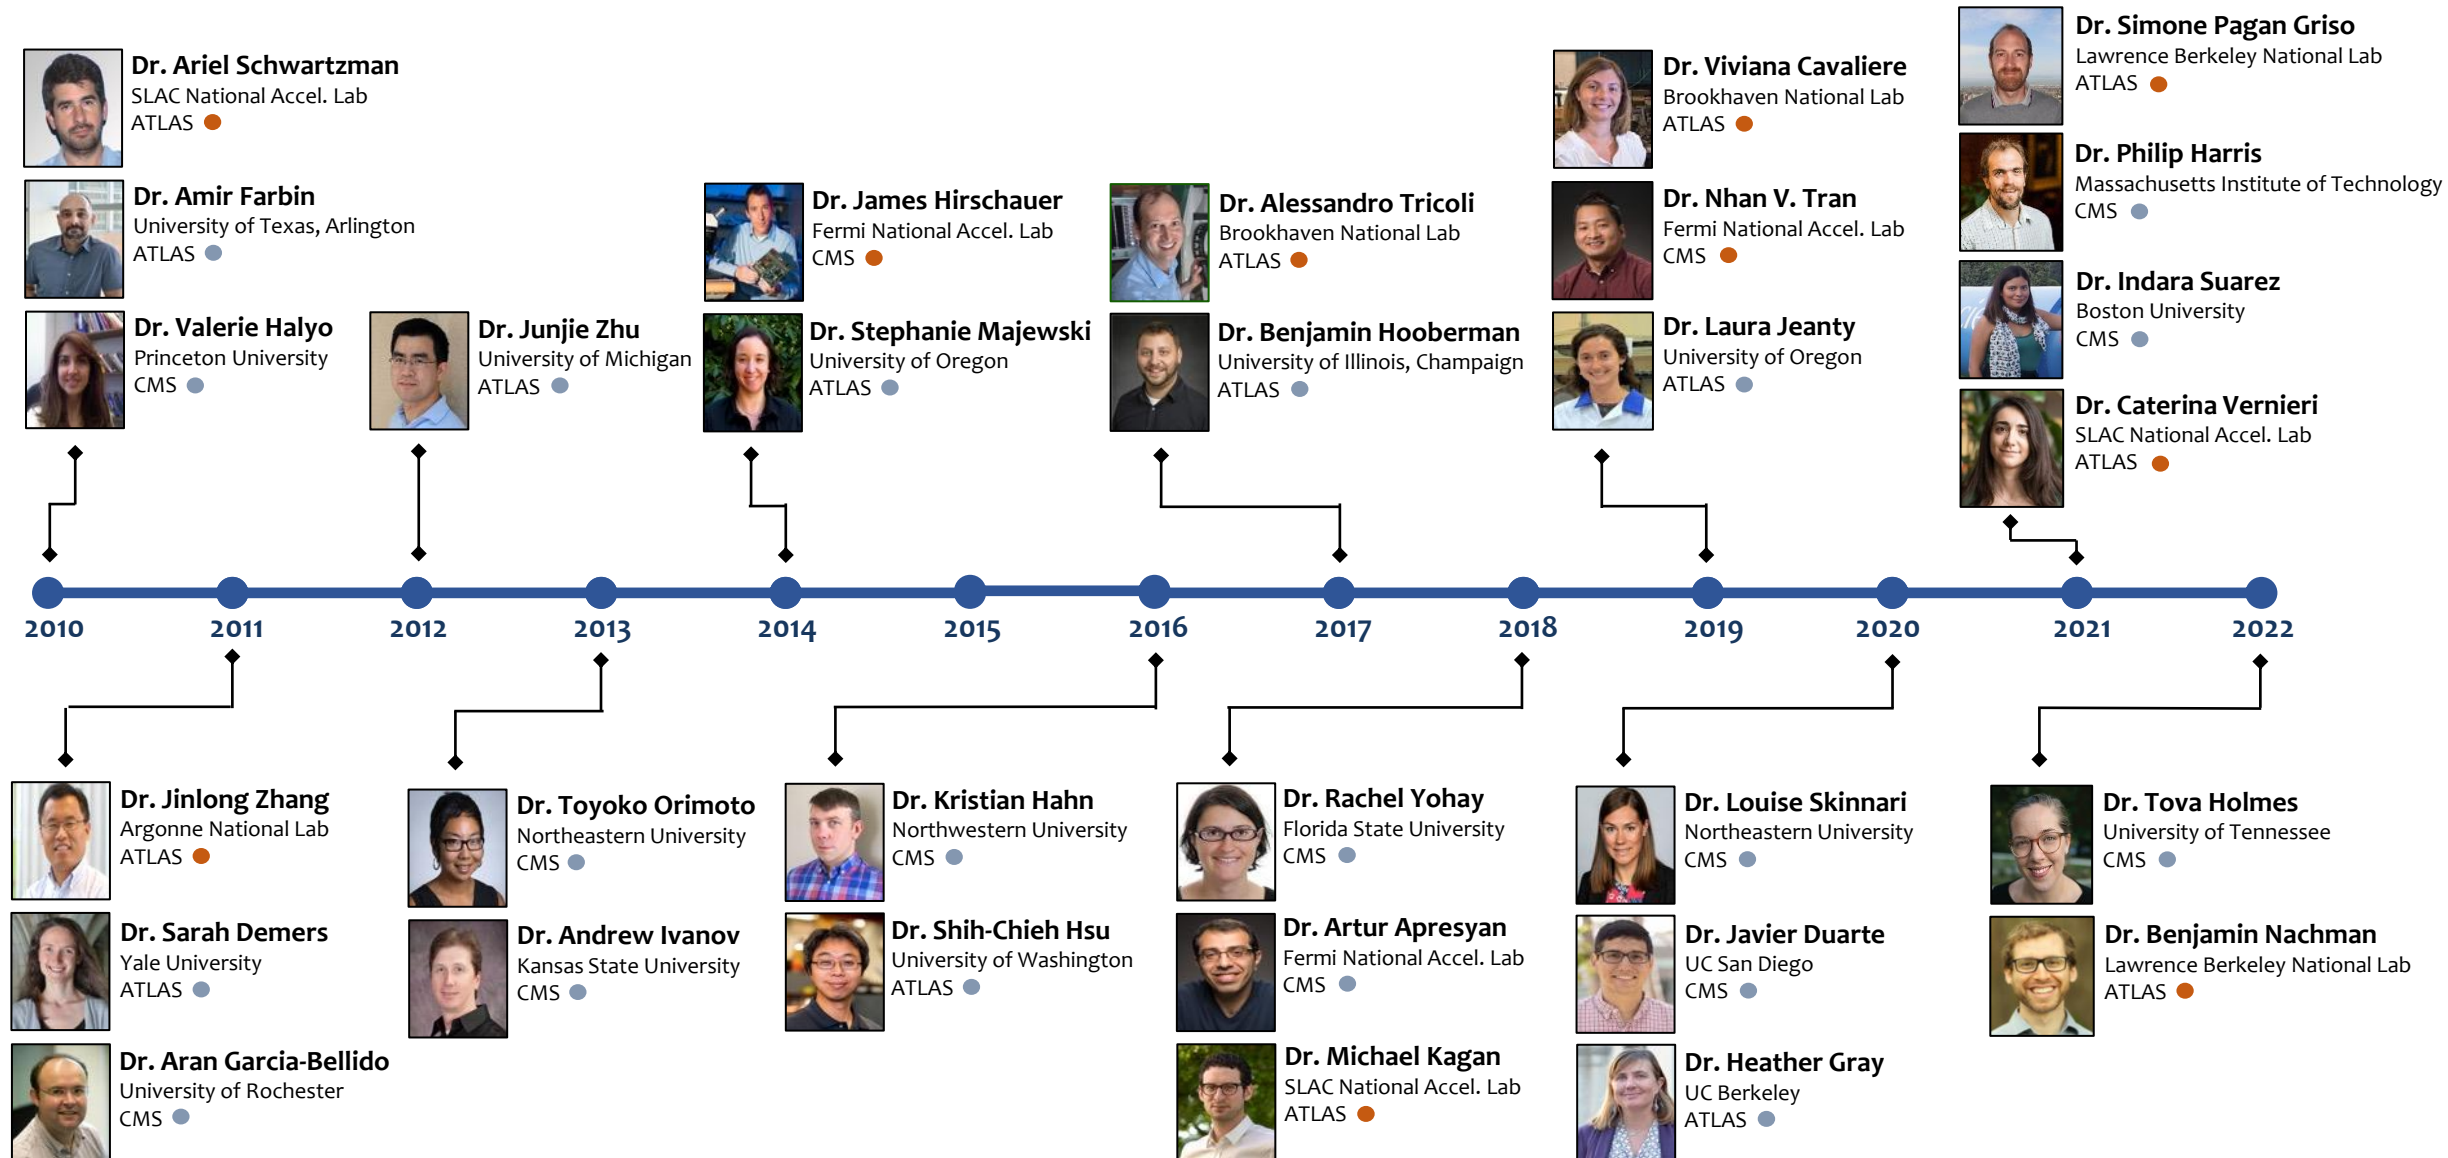 Dr. Ariel Schwartzman
SLAC National Accel. Lab
ATLAS
Dr. Amir Farbin
University of Texas, Arlington
ATLAS
Dr. Valerie Halyo
Princeton University
CMS
Dr. Junjie Zhu
University of Michigan
ATLAS
Dr. James Hirschauer
Fermi National Accel. Lab
CMS
Dr. Stephanie Majewski
University of Oregon
ATLAS
Dr. Alessandro Tricoli
Brookhaven National Lab
ATLAS
Dr. Benjamin Hooberman
University of Illinois, Champaign
ATLAS
Dr. Viviana Cavaliere
Brookhaven National Lab
ATLAS
Dr. Nhan V. Tran
Fermi National Accel. Lab
CMS
Dr. Laura Jeanty
University of Oregon
ATLAS
Dr. Simone Pagan Griso
Lawrence Berkeley National Lab
ATLAS
Dr. Philip Harris
Massachusetts Institute of Technology
CMS
Dr. Indara Suarez
Boston University
CMS
Dr. Caterina Vernieri
SLAC National Accel. Lab
ATLAS
2010 2011 2012 2013 2014 2015 2016 2017 2018 2019 2020 2021 2022
Dr. Jinlong Zhang
Argonne National Lab
ATLAS
Dr. Sarah Demers
Yale University
ATLAS
Dr. Aran Garcia-Bellido
University of Rochester
CMS
Dr. Toyoko Orimoto
Northeastern University
CMS
Dr. Andrew Ivanov
Kansas State University
CMS
Dr. Kristian Hahn
Northwestern University
CMS
Dr. Shih-Chieh Hsu
University of Washington
ATLAS
Dr. Rachel Yohay
Florida State University
CMS
Dr. Artur Apresyan
Fermi National Accel. Lab
CMS
Dr. Michael Kagan
SLAC National Accel. Lab
ATLAS
Dr. Louise Skinnari
Northeastern University
CMS
Dr. Javier Duarte
UC San Diego
CMS
Dr. Heather Gray
UC Berkeley
ATLAS
Dr. Tova Holmes
University of Tennessee
CMS
Dr. Benjamin Nachman
Lawrence Berkeley National Lab
ATLAS